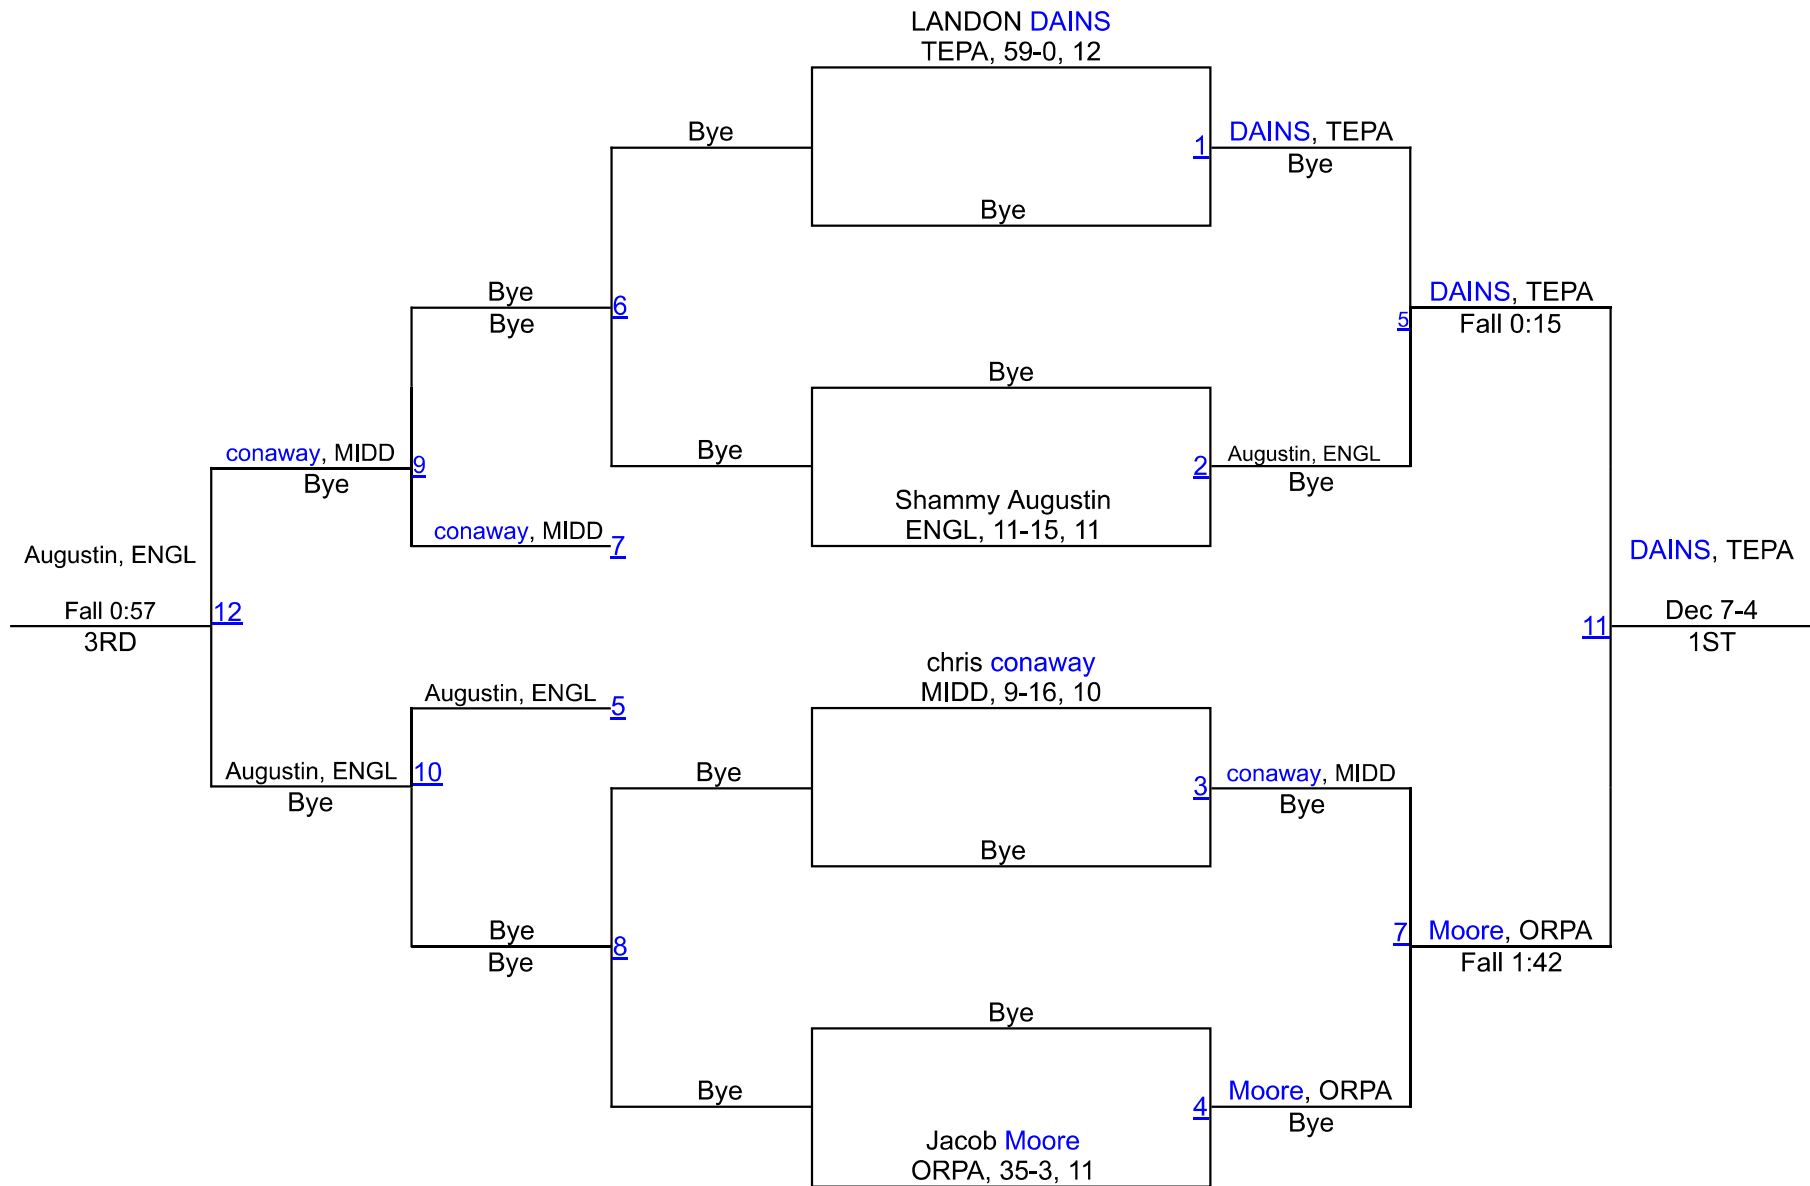 LANDON DAINS
TEPA, 59-0, 12
Bye
1
DAINS, TEPA
Bye
Bye
Bye
Bye
6
5
DAINS, TEPA
Fall 0:15
Bye
conaway, MIDD
Bye
9
Bye
2
Augustin, ENGL
Bye
Shammy Augustin
ENGL, 11-15, 11
conaway, MIDD
7
Augustin, ENGL
Fall 0:57
3RD
12
DAINS, TEPA
Dec 7-4
1ST
11
chris conaway
MIDD, 9-16, 10
Augustin, ENGL
5
Augustin, ENGL
Bye
10
Bye
3
conaway, MIDD
Bye
Bye
Bye
Bye
8
7
Moore, ORPA
Fall 1:42
Bye
Bye
4
Moore, ORPA
Bye
Jacob Moore
ORPA, 35-3, 11